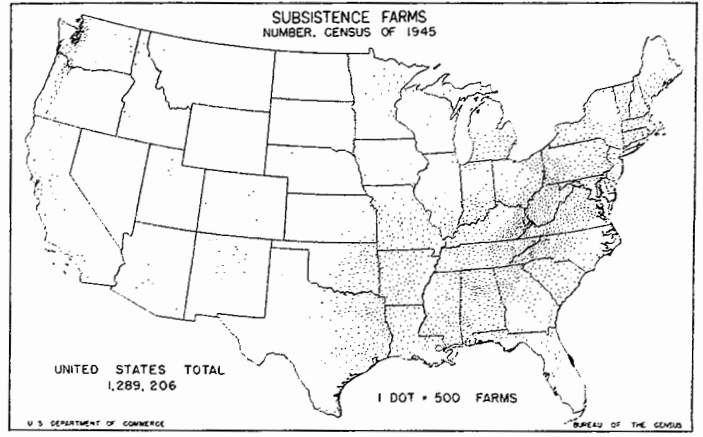 SUBSISTENCE FARMS
NUMBER, CENSUS OF 1945
UNITED STATES TOTAL
1,289,206
1 DOT = 500 FARMS
U S DEPARTMENT OF COMMERCE
BUREAU OF THE CENSUS